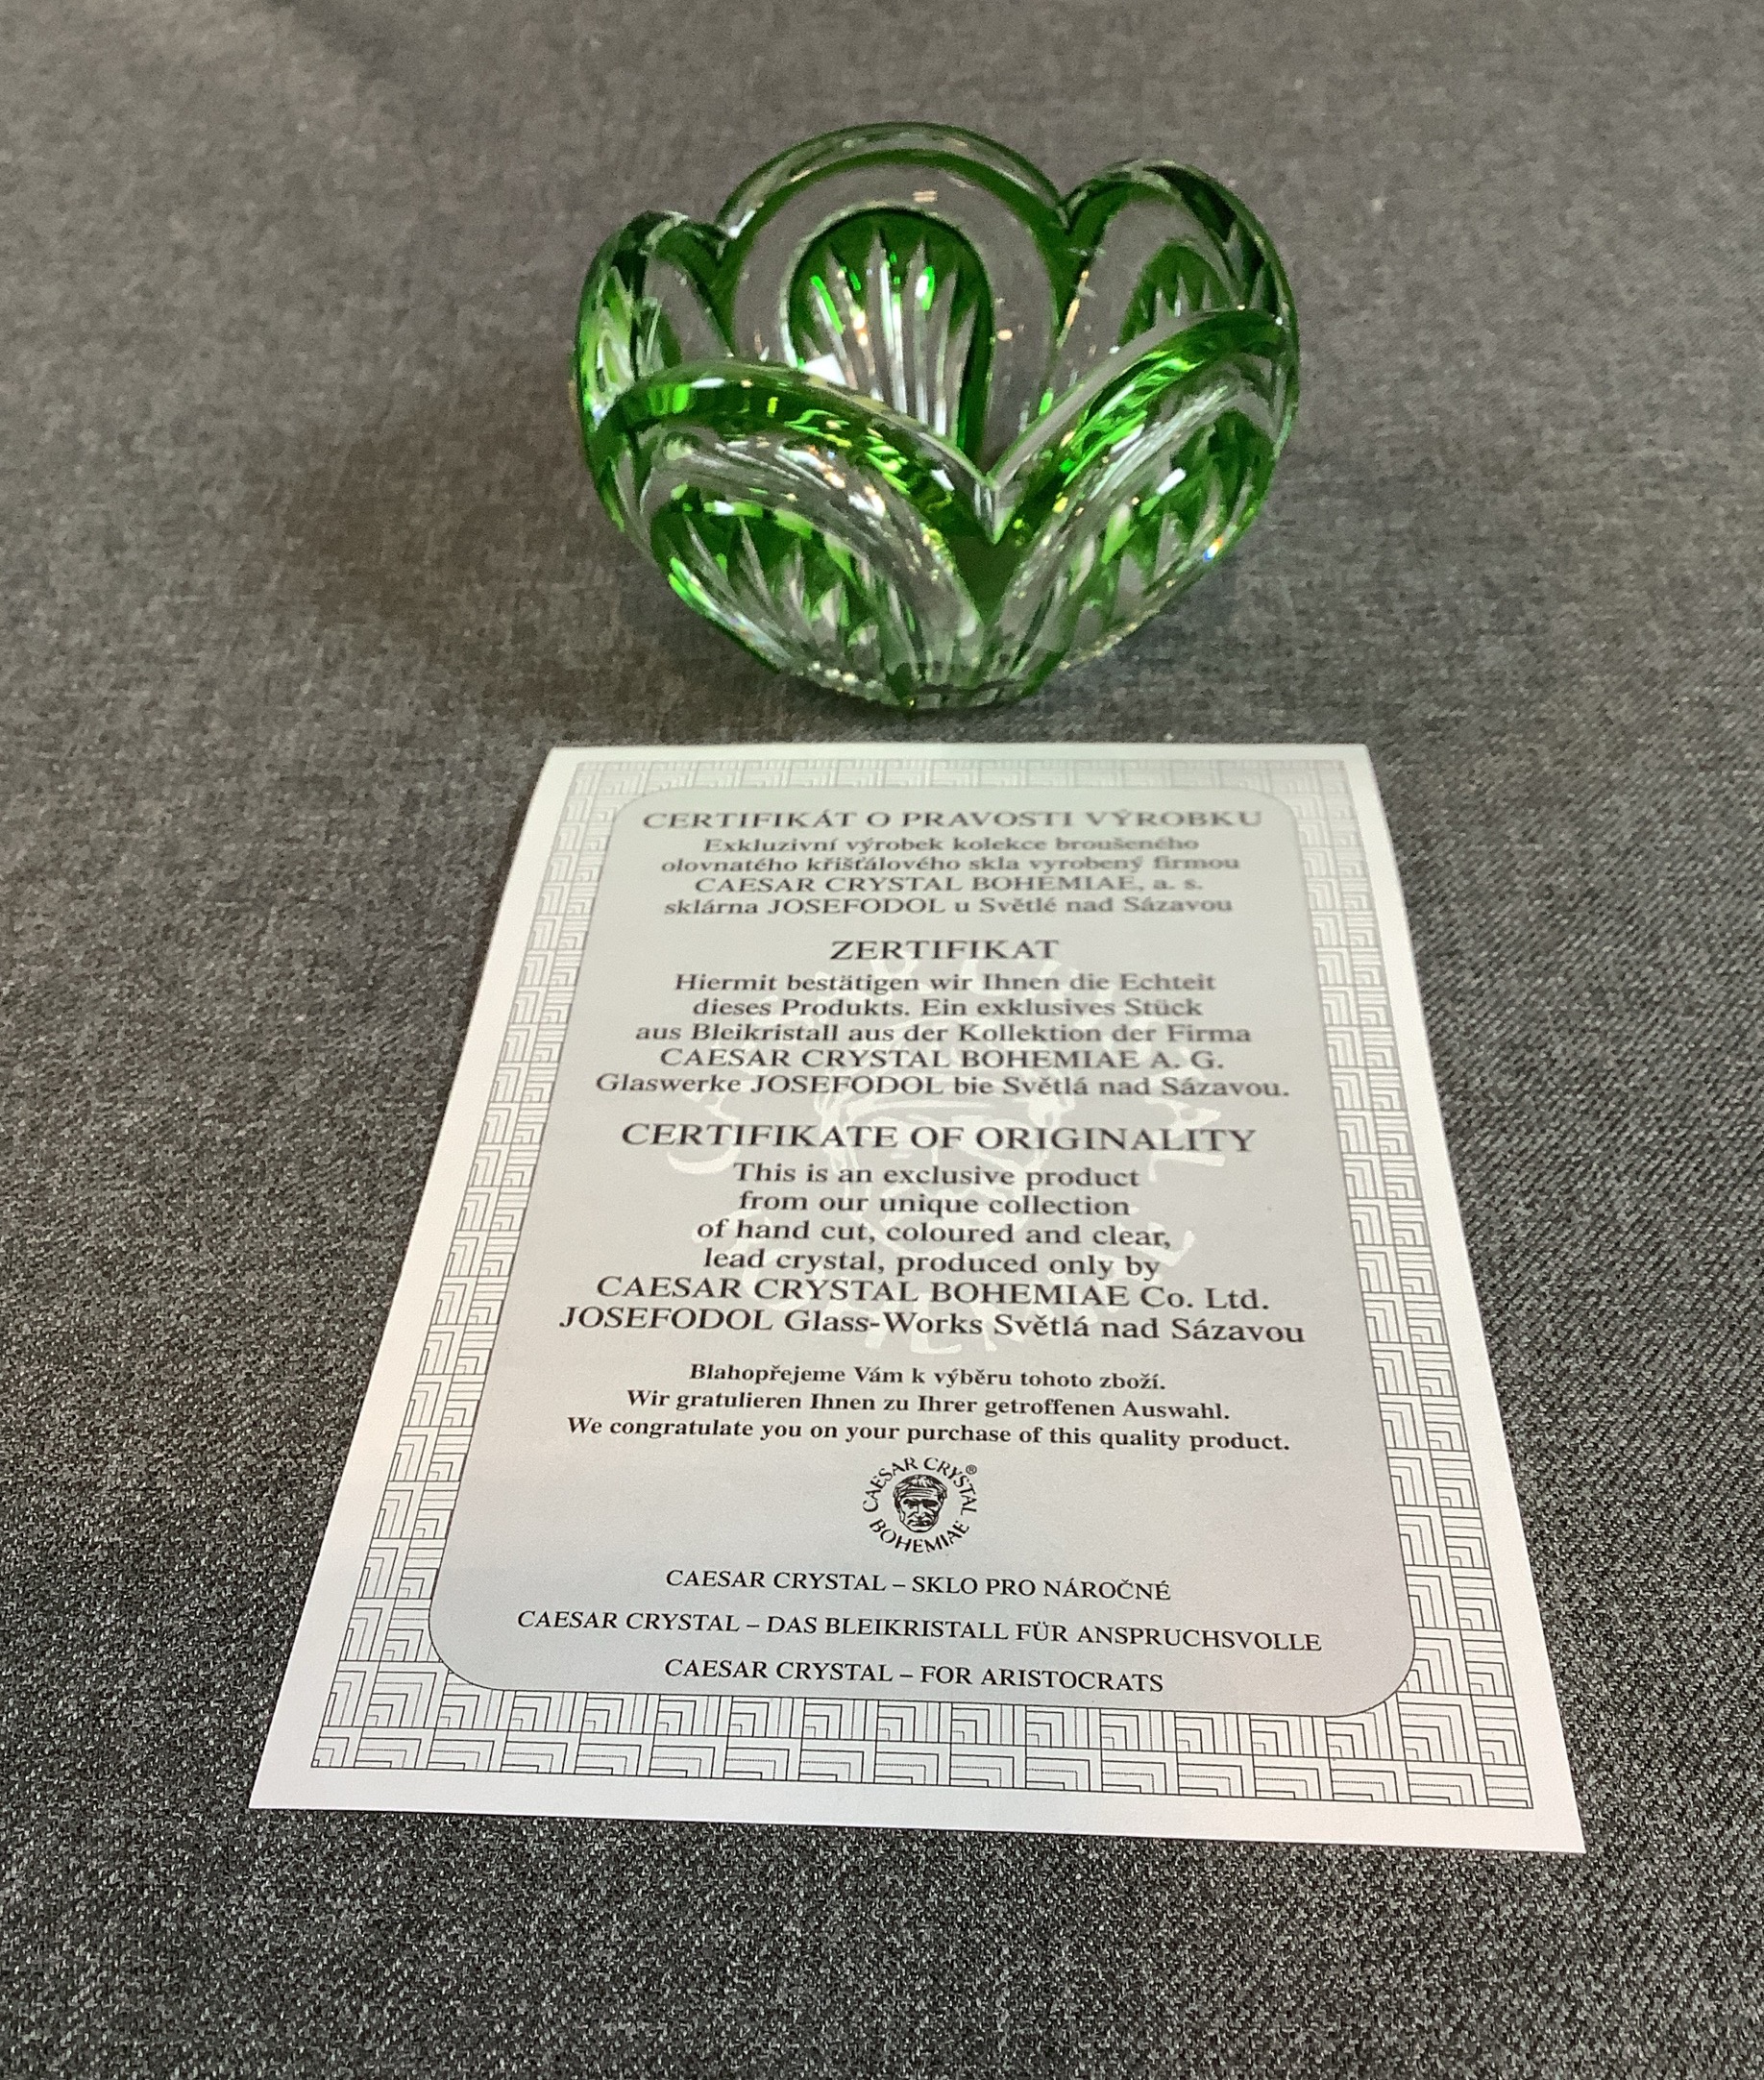 CERTIFIKÁT O PRAVOSTI VÝROBKU
Exkluzivní výrobek kolekce broušeného
olovnatého křišťálového skla vyrobený firmou
CAESAR CRYSTAL BOHEMIAE, a. s.
sklárna JOSEFODOL u Světlé nad Sázavou
ZERTIFIKAT
Hiermit bestätigen wir Ihnen die Echteit
dieses Produkts. Ein exklusives Stück
aus Bleikristall aus der Kollektion der Firma
CAESAR CRYSTAL BOHEMIAE A. G.
Glaswerke JOSEFODOL bie Světlá nad Sázavou.
CERTIFIKATE OF ORIGINALITY
This is an exclusive product
from our unique collection
of hand cut, coloured and clear,
lead crystal, produced only by
CAESAR CRYSTAL BOHEMIAE Co. Ltd.
JOSEFODOL Glass-Works Světlá nad Sázavou
Blahopřejeme Vám k výběru tohoto zboží.
Wir gratulieren Ihnen zu Ihrer getroffenen Auswahl.
We congratulate you on your purchase of this quality product.
CAESAR CRYSTAL®
BOHEMIAE
CAESAR CRYSTAL – SKLO PRO NÁROČNÉ
CAESAR CRYSTAL – DAS BLEIKRISTALL FÜR ANSPRUCHSVOLLE
CAESAR CRYSTAL – FOR ARISTOCRATS